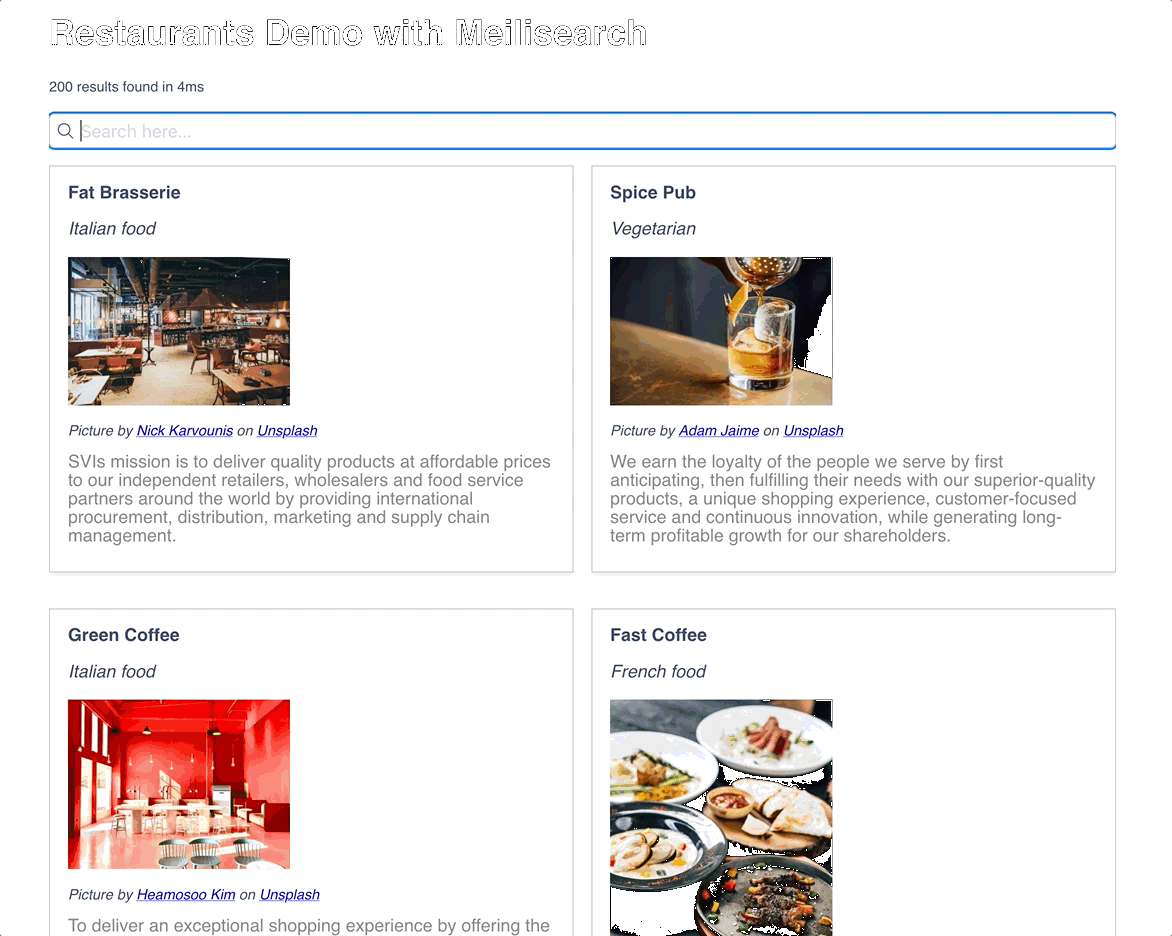 Restaurants Demo with Meilisearch
200 results found in 4ms
Search here...
Fat Brasserie
Italian food
Picture by Nick Karvounis on Unsplash
SVIs mission is to deliver quality products at affordable prices
to our independent retailers, wholesalers and food service
partners around the world by providing international
procurement, distribution, marketing and supply chain
management.
Spice Pub
Vegetarian
Picture by Adam Jaime on Unsplash
We earn the loyalty of the people we serve by first
anticipating, then fulfilling their needs with our superior-quality
products, a unique shopping experience, customer-focused
service and continuous innovation, while generating long-
term profitable growth for our shareholders.
Green Coffee
Italian food
Picture by Heamosoo Kim on Unsplash
To deliver an exceptional shopping experience by offering the
Fast Coffee
French food